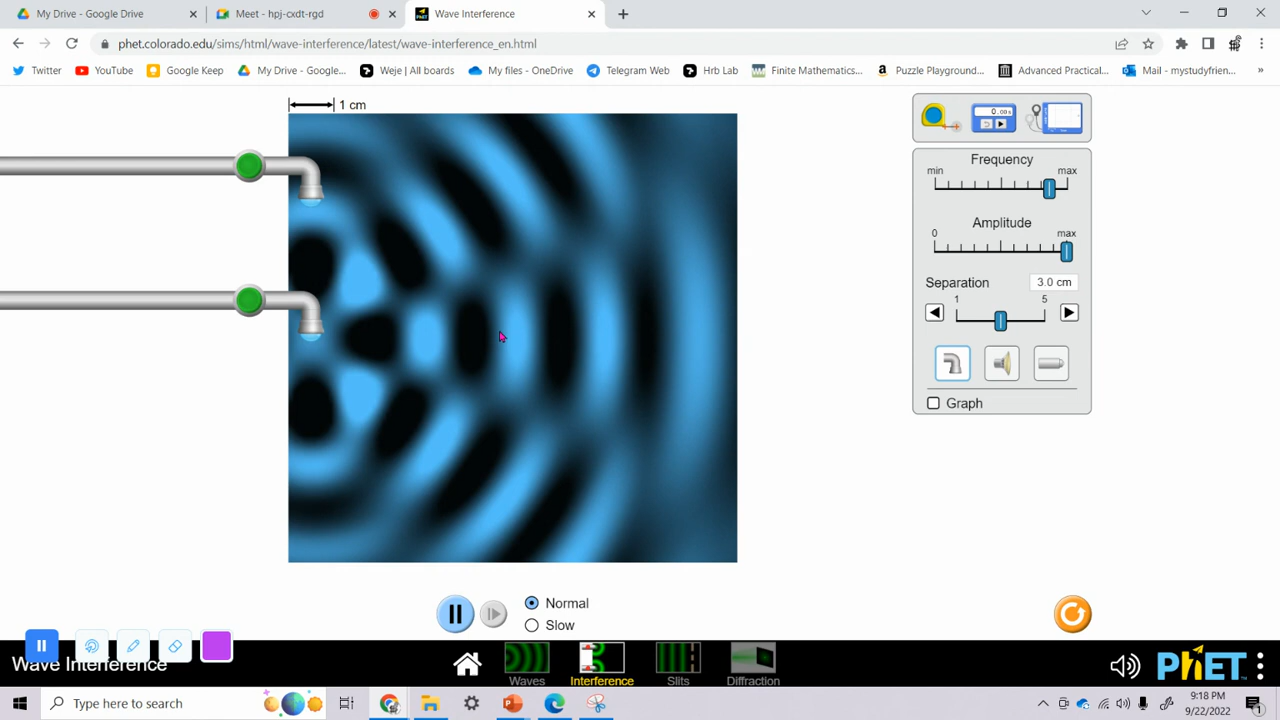 My Drive - Google Drive
Meet - hpj-cxdt-rgd
Wave Interference
phet.colorado.edu/sims/html/wave-interference/latest/wave-interference_en.html
Twitter
YouTube
Google Keep
My Drive - Google...
Weje | All boards
My files - OneDrive
Telegram Web
Hrb Lab
Finite Mathematics...
Puzzle Playground...
Advanced Practical...
Mail - mystudyfrien...
1 cm
0.00s
Frequency
min
max
Amplitude
0
max
Separation
3.0 cm
1
5
Graph
Normal
Slow
Wave Interference
Waves
Interference
Slits
Diffraction
PhET
Type here to search
9:18 PM
9/22/2022
1